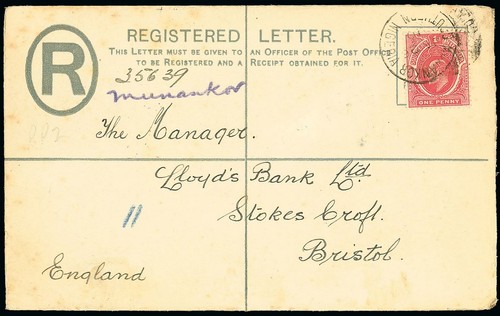 REGISTERED LETTER.
THIS LETTER MUST BE GIVEN TO AN OFFICER OF THE POST OFFICE
TO BE REGISTERED AND A RECEIPT OBTAINED FOR IT.
R
35639
Munankor
ONE PENNY
The Manager.
Lloyd's Bank Ltd
Stokes Croft.
Bristol.
England